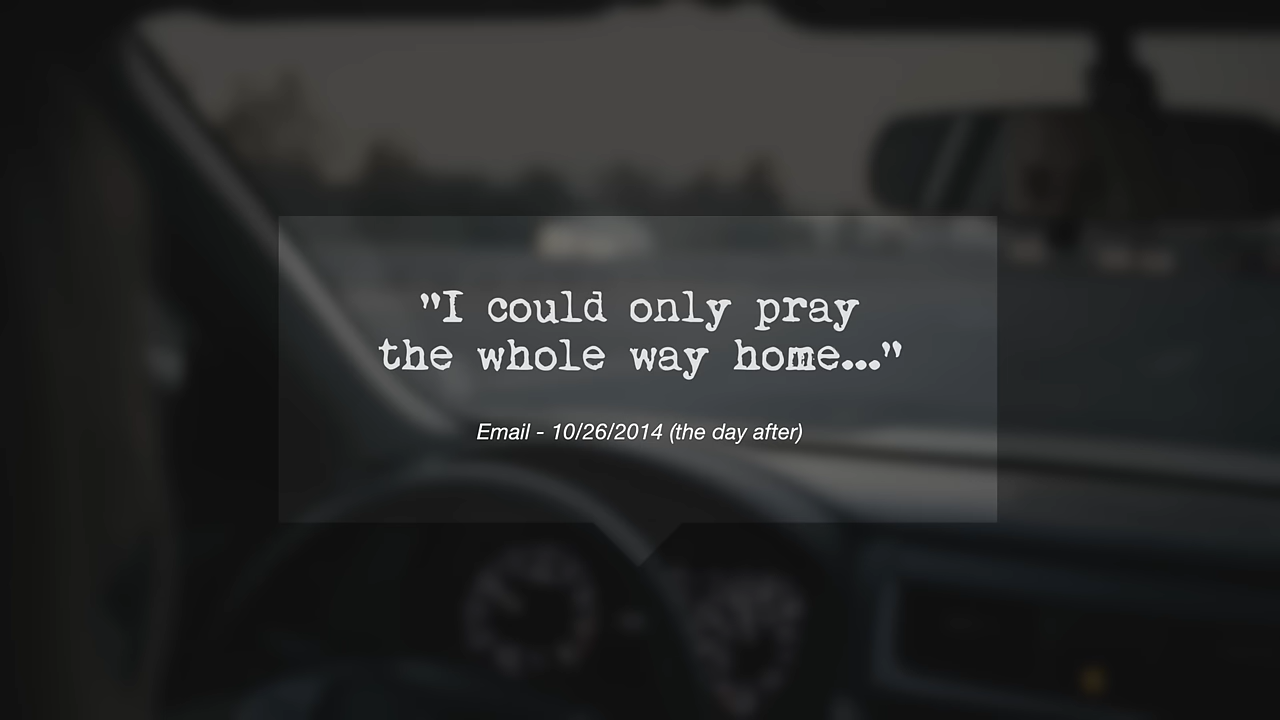 "I could only pray
the whole way home..."
Email - 10/26/2014 (the day after)